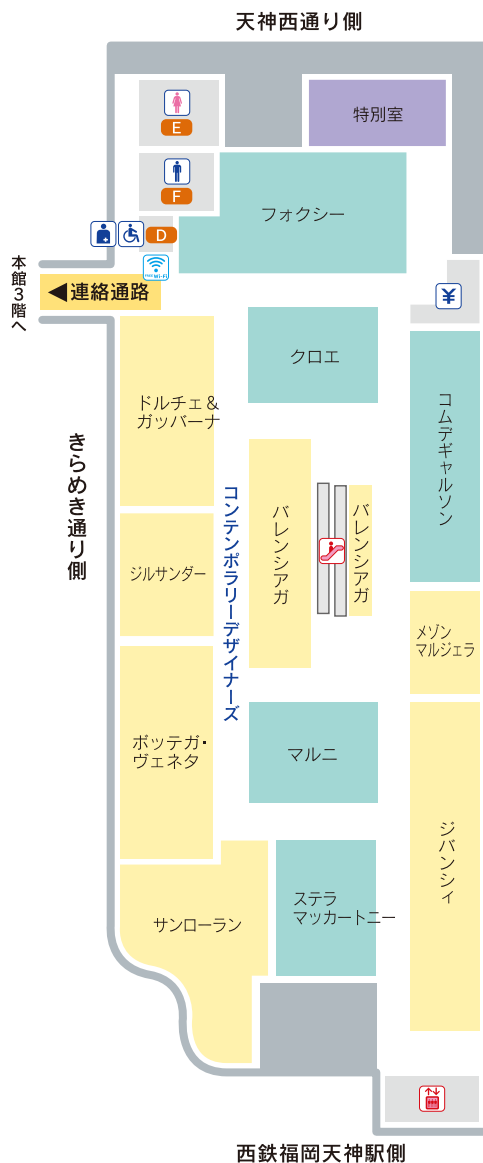 天神西通り側
特別室
E
F
フォクシー
D
FREE Wi-Fi
本館3階へ
◀連絡通路
¥
クロエ
コムデギャルソン
ドルチェ&
ガッバーナ
きらめき通り側
コンテンポラリーデザイナーズ
バレンシアガ
バレンシアガ
ジルサンダー
メゾン
マルジェラ
ボッテガ・
ヴェネタ
マルニ
ジバンシィ
サンローラン
ステラ
マッカートニー
西鉄福岡天神駅側